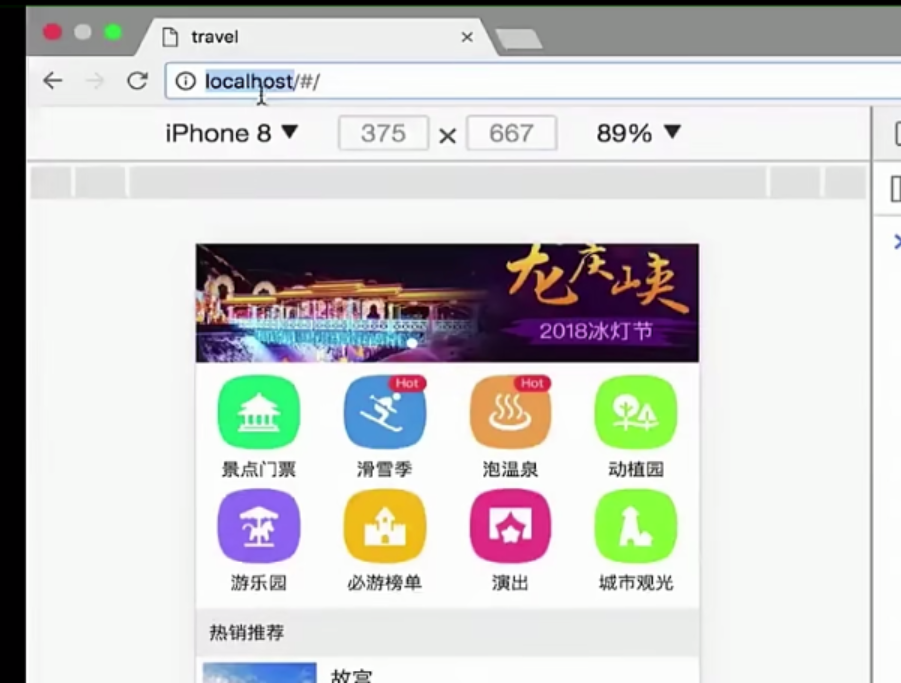 travel
localhost/#/
iPhone 8 ▼ 375 × 667 89% ▼
龙庆峡
2018冰灯节
Hot Hot
景点门票 滑雪季 泡温泉 动植园
游乐园 必游榜单 演出 城市观光
热销推荐
故宫